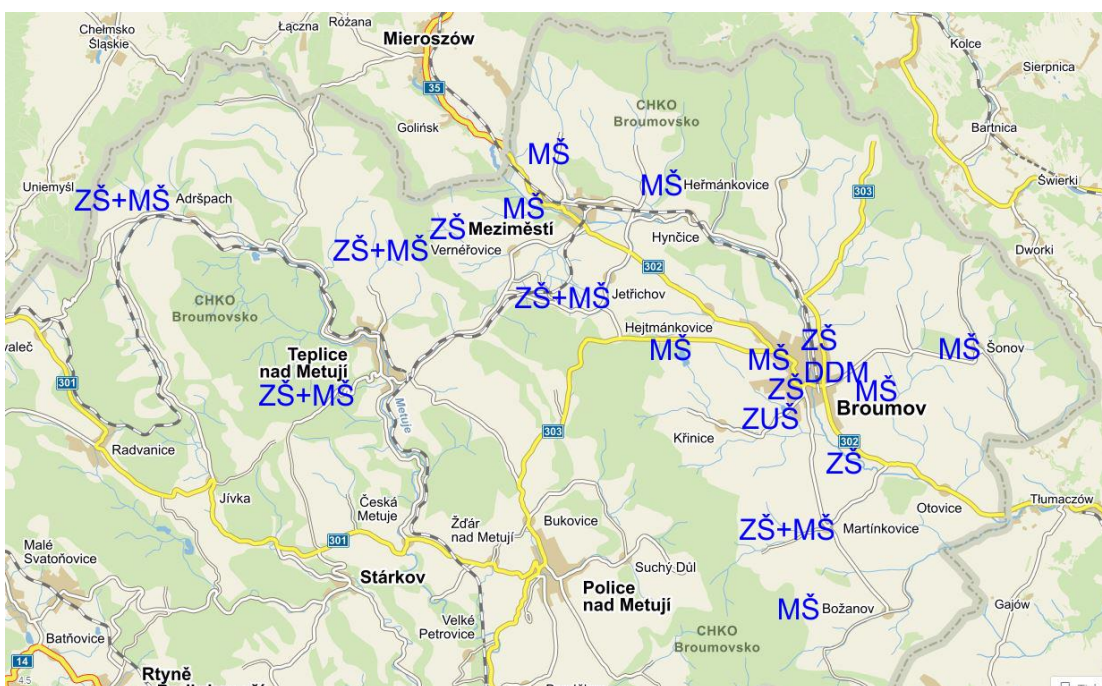 Chełmsko
Śląskie
Łączna
Różana
Mieroszów
Kolce
Sierpnica
35
CHKO
Broumovsko
Golińsk
Bartnica
MŠ
Uniemyśl
ZŠ+MŠ
Adršpach
MŠ
Heřmánkovice
303
Świerki
MŠ
ZŠ
Meziměstí
Hynčice
ZŠ+MŠ
Vernéřovice
Dworki
302
CHKO
Broumovsko
ZŠ+MŠ
Jetřichov
Hejtmánkovice
ZŠ
MŠ
MŠ
Šonov
Teplice
nad Metují
MŠ
DDM
301
ZŠ+MŠ
ZŠ
MŠ
Metuje
ZUŠ
Broumov
303
Křinice
302
Radvanice
ZŠ
Jívka
Česká
Metuje
Otovice
Tłumaczów
Žďár
nad Metují
Bukovice
ZŠ+MŠ
Martínkovice
301
Malé
Svatoňovice
Stárkov
Suchý Důl
Police
nad Metují
MŠ
Božanov
Gajów
Velké
Petrovice
CHKO
Broumovsko
Batňovice
14
Rtyně